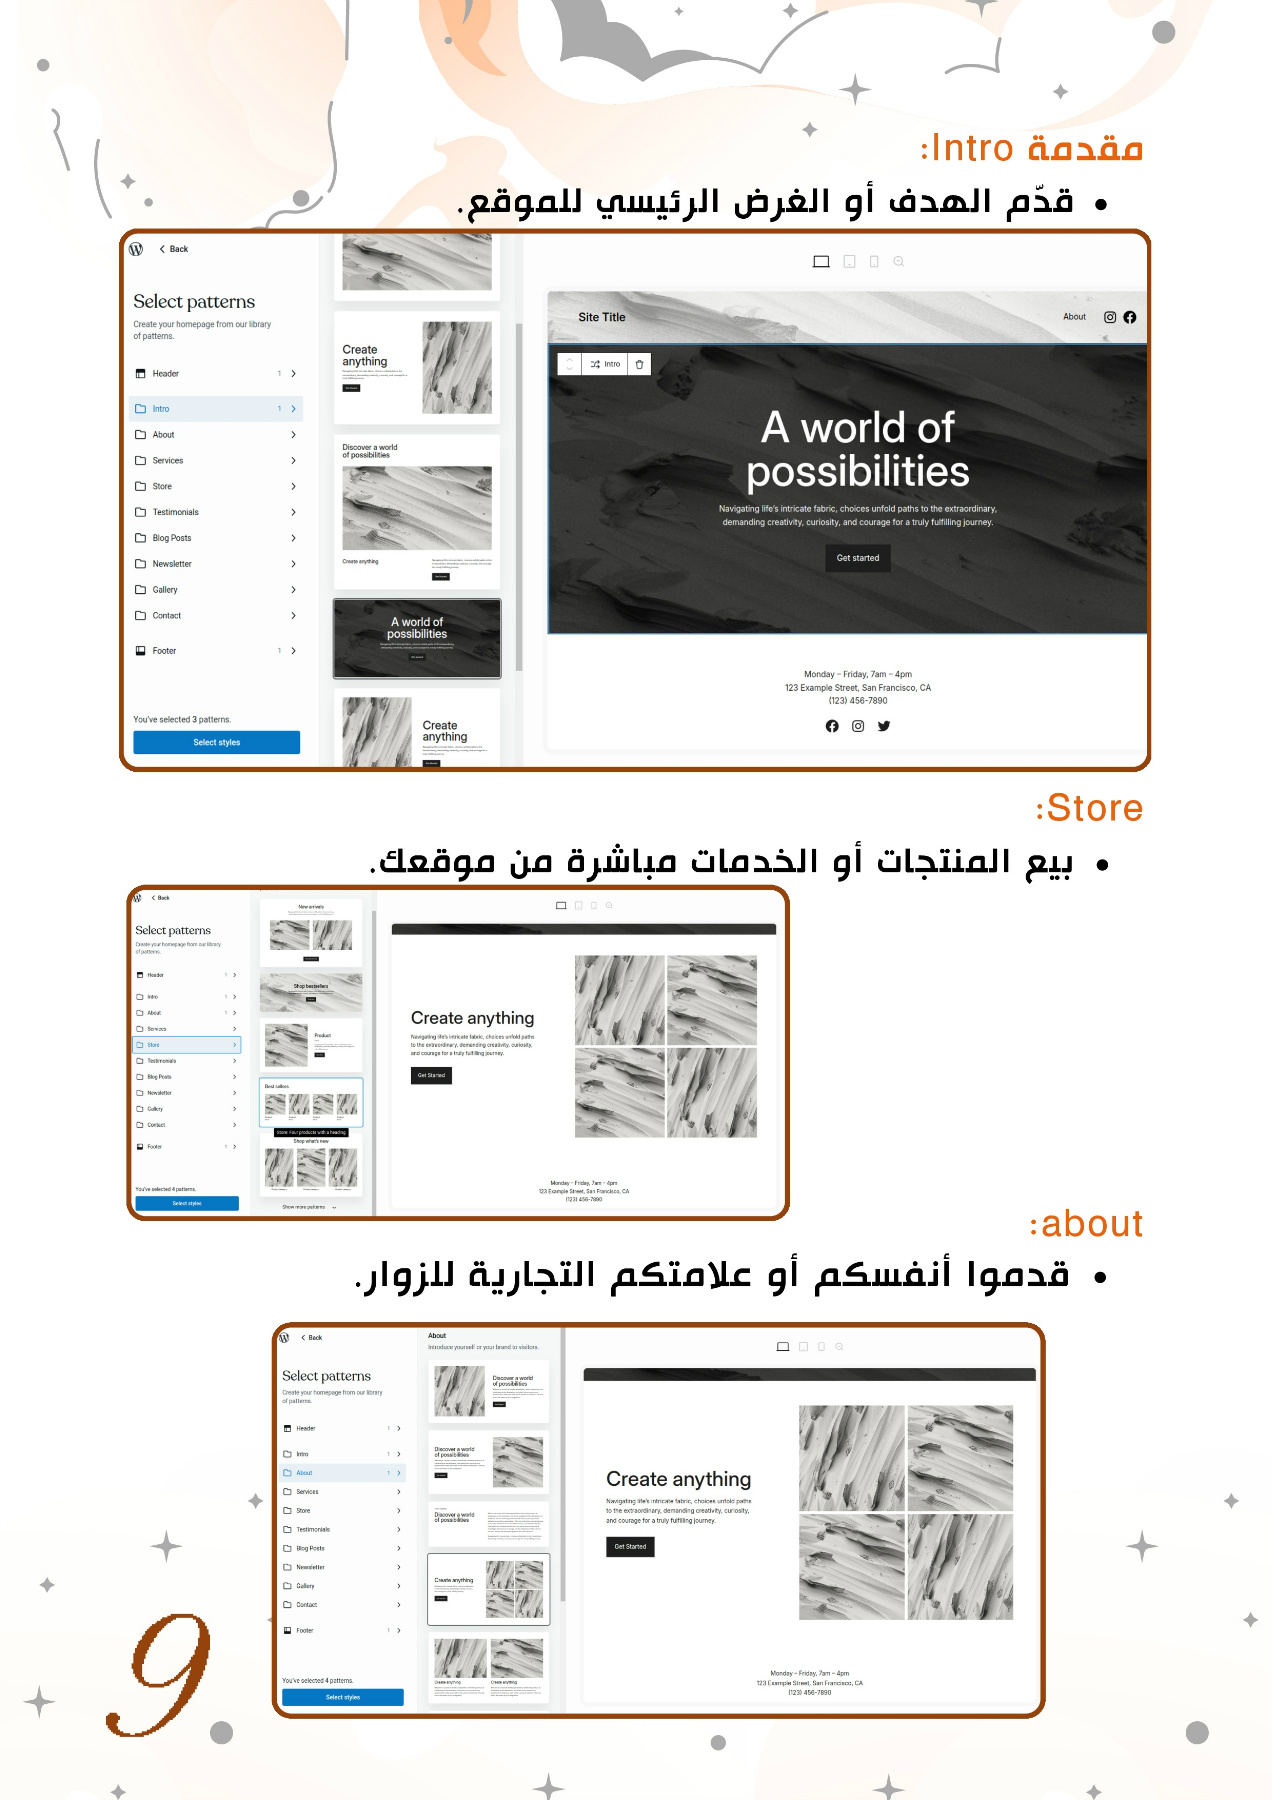 مقدمة Intro:
• قدّم الهدف أو الغرض الرئيسي للموقع.
Back
Select patterns
Create your homepage from our library
of patterns.
Header 1
Intro 1
About
Services
Store
Testimonials
Blog Posts
Newsletter
Gallery
Contact
Footer 1
You've selected 3 patterns.
Select styles
Create
anything
Discover a world
of possibilities
Create anything
A world of
possibilities
Create
anything
Site Title
About
Intro
A world of
possibilities
Navigating life's intricate fabric, choices unfold paths to the extraordinary,
demanding creativity, curiosity, and courage for a truly fulfilling journey.
Get started
Monday – Friday, 7am – 4pm
123 Example Street, San Francisco, CA
(123) 456-7890
Store:
• بيع المنتجات أو الخدمات مباشرة من موقعك.
Back
Select patterns
Create your homepage from our library
of patterns.
Header 1
Intro 1
About 1
Services
Store
Testimonials
Blog Posts
Newsletter
Gallery
Contact
Footer 1
You've selected 4 patterns.
Select styles
New arrivals
Shop bestsellers
Product
Best sellers
Store: Four products with a heading
Shop what's new
Show more patterns
Create anything
Navigating life's intricate fabric, choices unfold paths
to the extraordinary, demanding creativity, curiosity,
and courage for a truly fulfilling journey.
Get Started
Monday – Friday, 7am – 4pm
123 Example Street, San Francisco, CA
(123) 456-7890
about:
• قدموا أنفسكم أو علامتكم التجارية للزوار.
Back
Select patterns
Create your homepage from our library
of patterns.
Header 1
Intro 1
About 1
Services
Store
Testimonials
Blog Posts
Newsletter
Gallery
Contact
Footer 1
You've selected 4 patterns.
Select styles
About
Introduce yourself or your brand to visitors.
Discover a world
of possibilities
Discover a world
of possibilities
Discover a world
of possibilities
Create anything
Create anything
Create anything
Create anything
Navigating life's intricate fabric, choices unfold paths
to the extraordinary, demanding creativity, curiosity,
and courage for a truly fulfilling journey.
Get Started
Monday – Friday, 7am – 4pm
123 Example Street, San Francisco, CA
(123) 456-7890
9